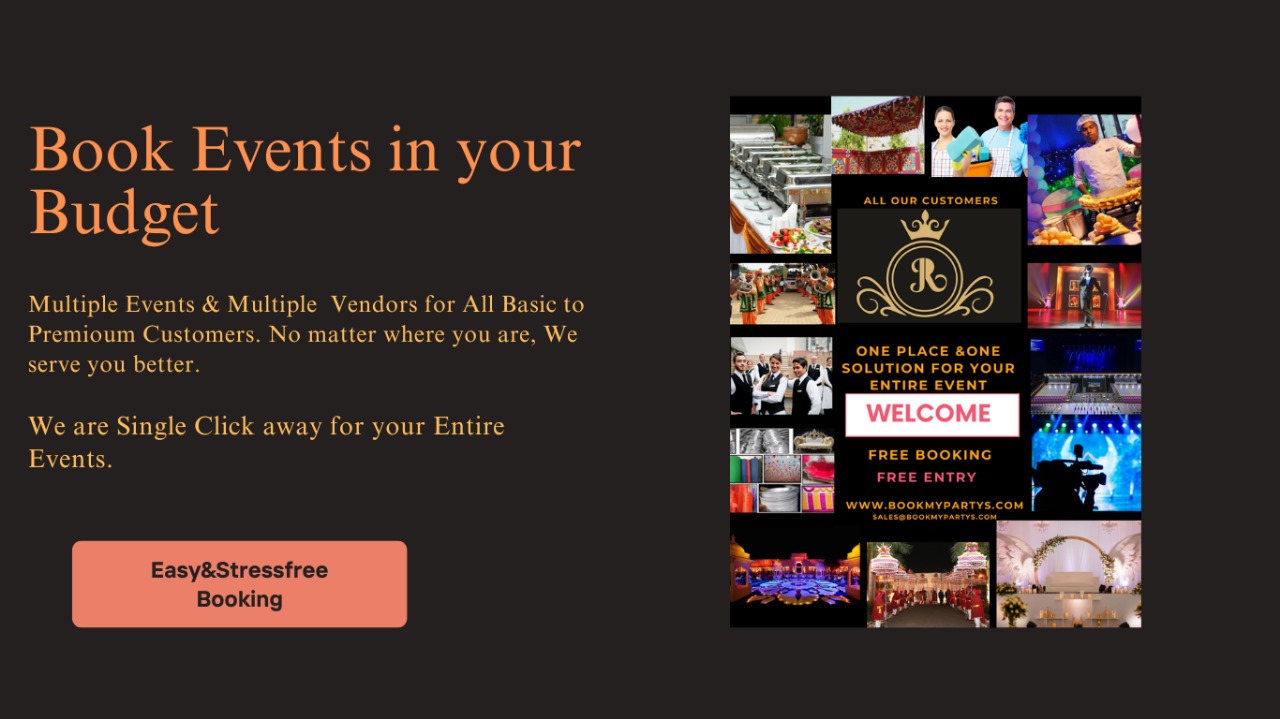 Book Events in your
Budget
Multiple Events & Multiple  Vendors for All Basic to
Premioum Customers. No matter where you are, We
serve you better.
We are Single Click away for your Entire
Events.
Easy&Stressfree
Booking
ALL OUR CUSTOMERS
R
ONE PLACE &ONE
SOLUTION FOR YOUR
ENTIRE EVENT
WELCOME
FREE BOOKING
FREE ENTRY
WWW.BOOKMYPARTYS.COM
SALES@BOOKMYPARTYS.COM